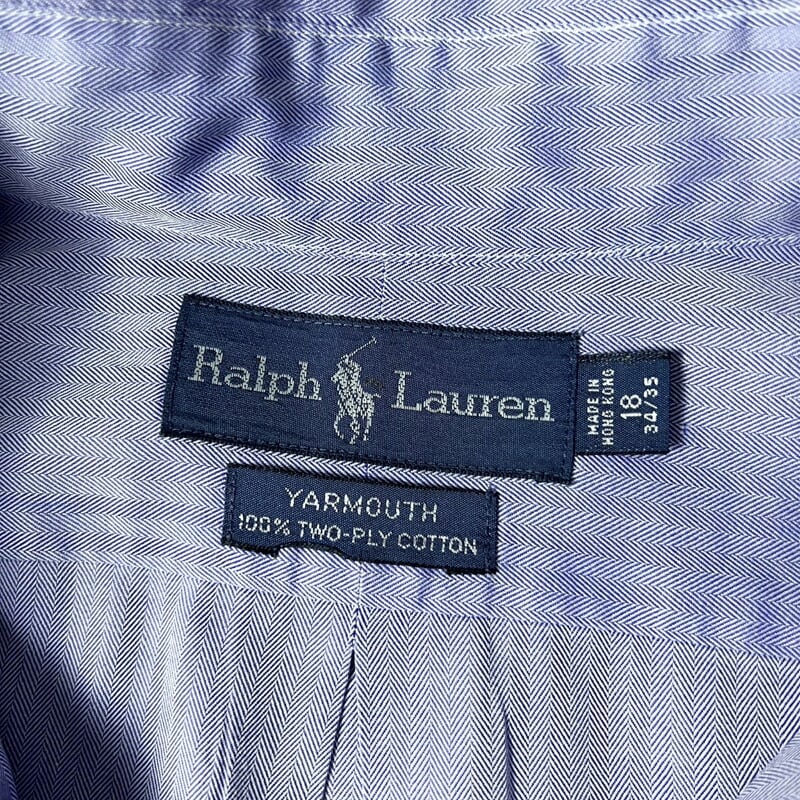 Ralph Lauren
MADE IN
HONG KONG
18
34/35
YARMOUTH
100% TWO-PLY COTTON